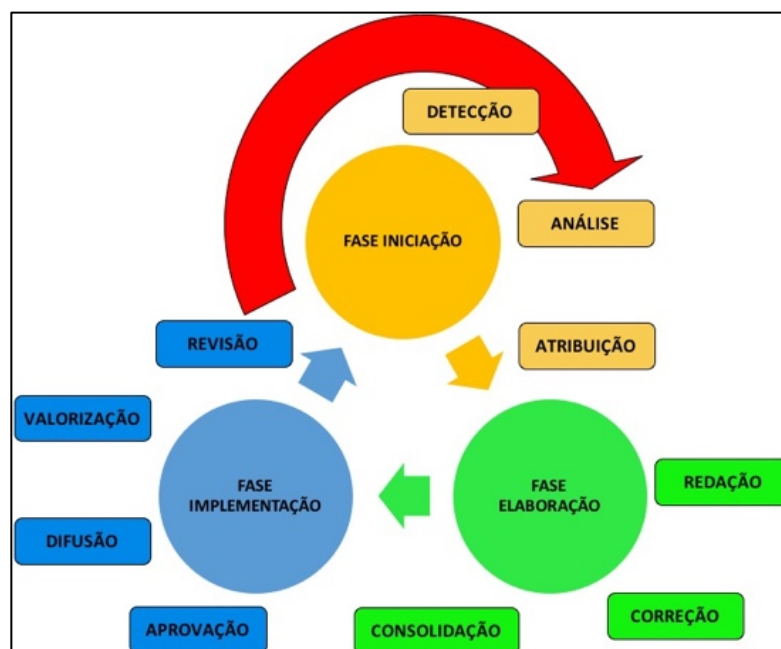 DETECÇÃO
FASE INICIAÇÃO
ANÁLISE
REVISÃO
ATRIBUIÇÃO
VALORIZAÇÃO
FASE
IMPLEMENTAÇÃO
FASE
ELABORAÇÃO
REDAÇÃO
DIFUSÃO
CORREÇÃO
APROVAÇÃO
CONSOLIDAÇÃO